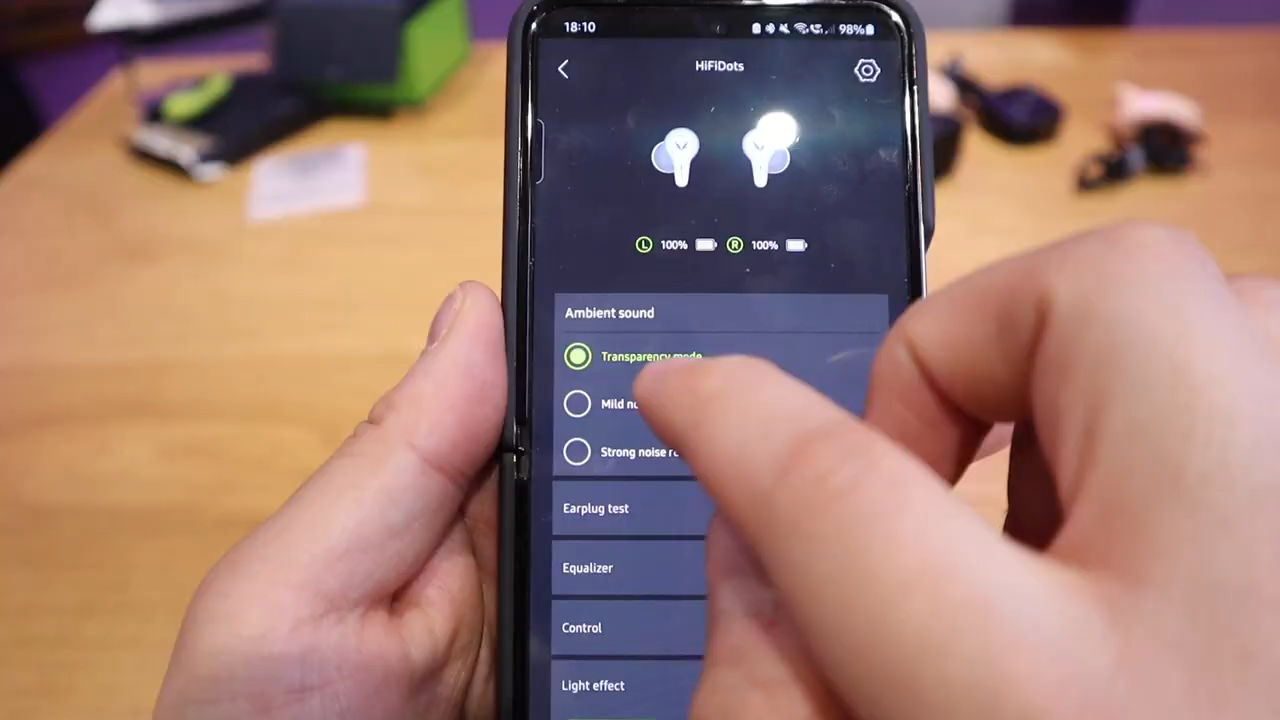 18:10 98%
HiFiDots
L 100% R 100%
Ambient sound
Transparency mode
Mild
Strong noise
Earplug test
Equalizer
Control
Light effect